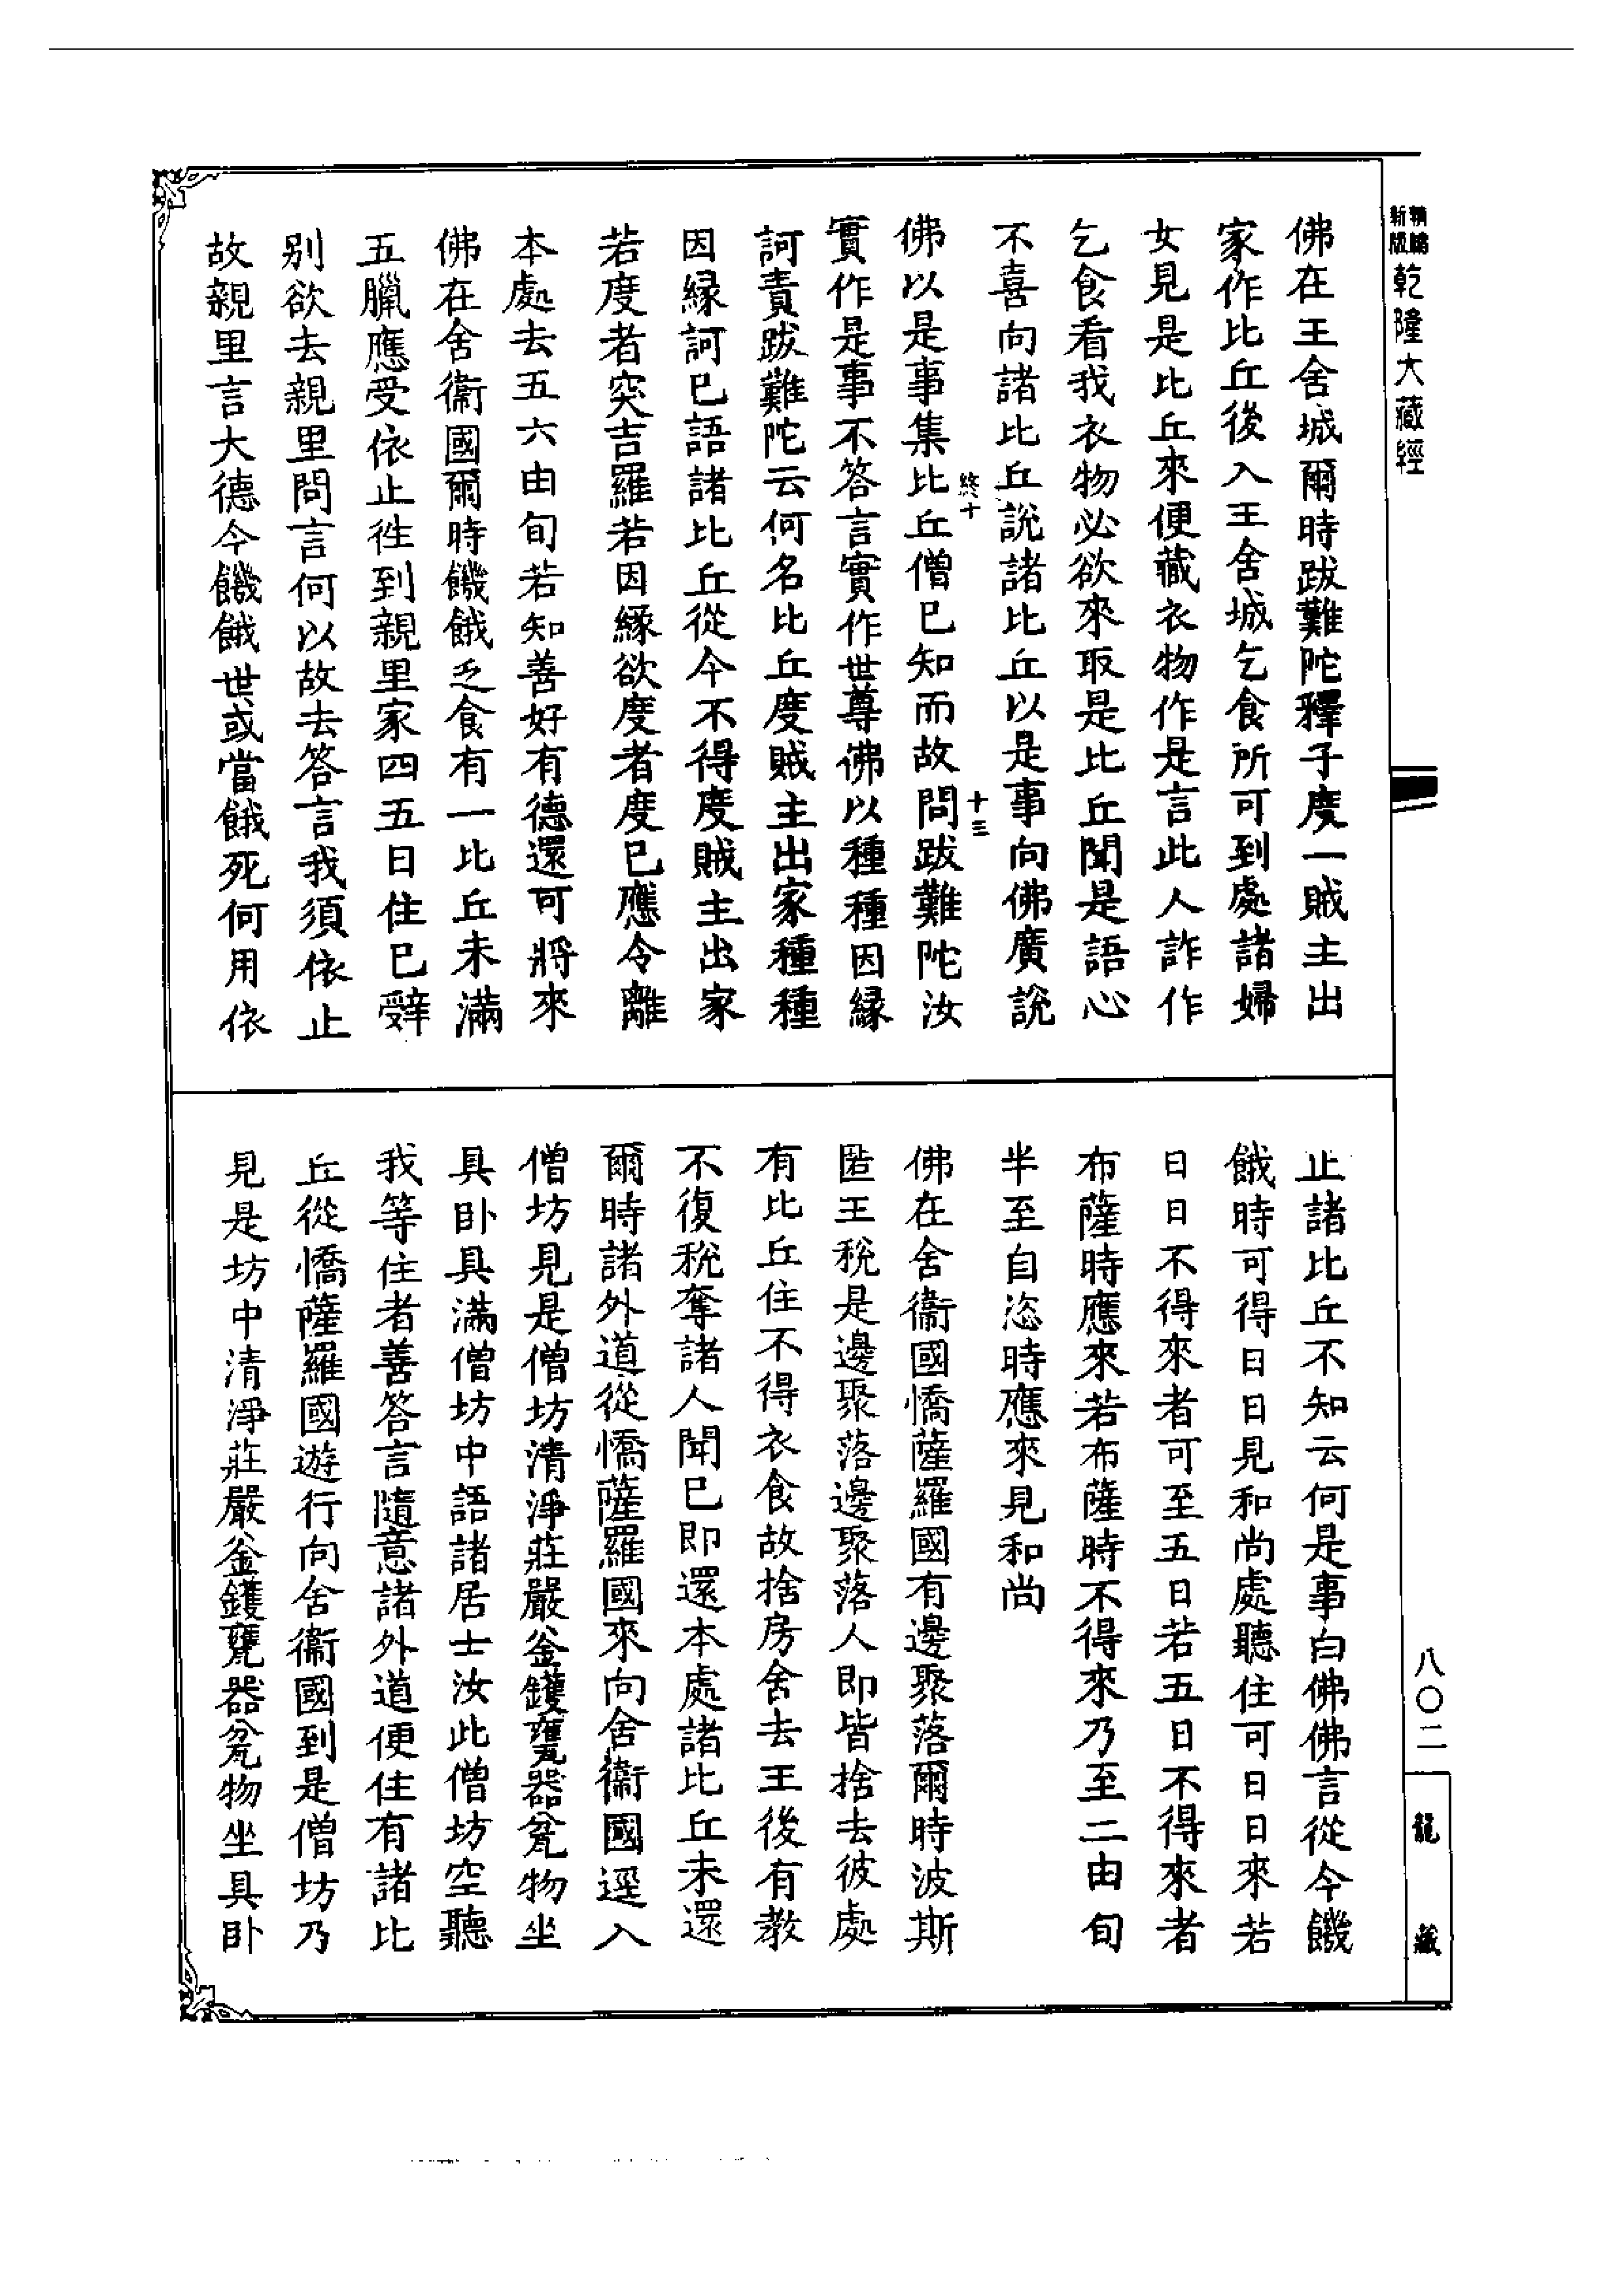 新編
新版
乾隆大藏經
佛在王舍城爾時跋難陀釋子度一賊主出
家作比丘後入王舍城乞食所可到處諸婦
女見是比丘來便藏衣物作是言此人詐作
乞食看我衣物必欲來取是比丘聞是語心
不喜向諸比丘說諸比丘以是事向佛廣說
終十
十三
佛以是事集比丘僧已知而故問跋難陀汝
實作是事不答言實作世尊佛以種種因緣
訶責跋難陀云何名比丘度賊主出家種種
因緣訶已語諸比丘從今不得度賊主出家
若度者突吉羅若因緣欲度者度已應令離
本處去五六由旬若知善好有德還可將來
佛在舍衞國爾時饑餓乏食有一比丘未滿
五臘應受依止徃到親里家四五日住已辤
別欲去親里問言何以故去答言我須依止
故親里言大德今饑餓世或當餓死何用依
止諸比丘不知云何是事白佛佛言從今饑
餓時可得日日見和尚處聽住可日日來若
日日不得來者可至五日若五日不得來者
布薩時應來若布薩時不得來乃至二由旬
半至自恣時應來見和尚
佛在舍衞國憍薩羅國有邊聚落爾時波斯
匿王稅是邊聚落邊聚落人即皆捨去彼處
有比丘住不得衣食故捨房舍去王後有教
不復稅奪諸人聞已即還本處諸比丘未還
爾時諸外道從憍薩羅國來向舍衞國逕入
僧坊見是僧坊清淨莊嚴釜鑊甕器瓫物坐
具卧具滿僧坊中語諸居士汝此僧坊空聽
我等住者善答言隨意諸外道便住有諸比
丘從憍薩羅國遊行向舍衞國到是僧坊乃
見是坊中清淨莊嚴釜鑊甕器瓫物坐具卧
八〇二
龍藏